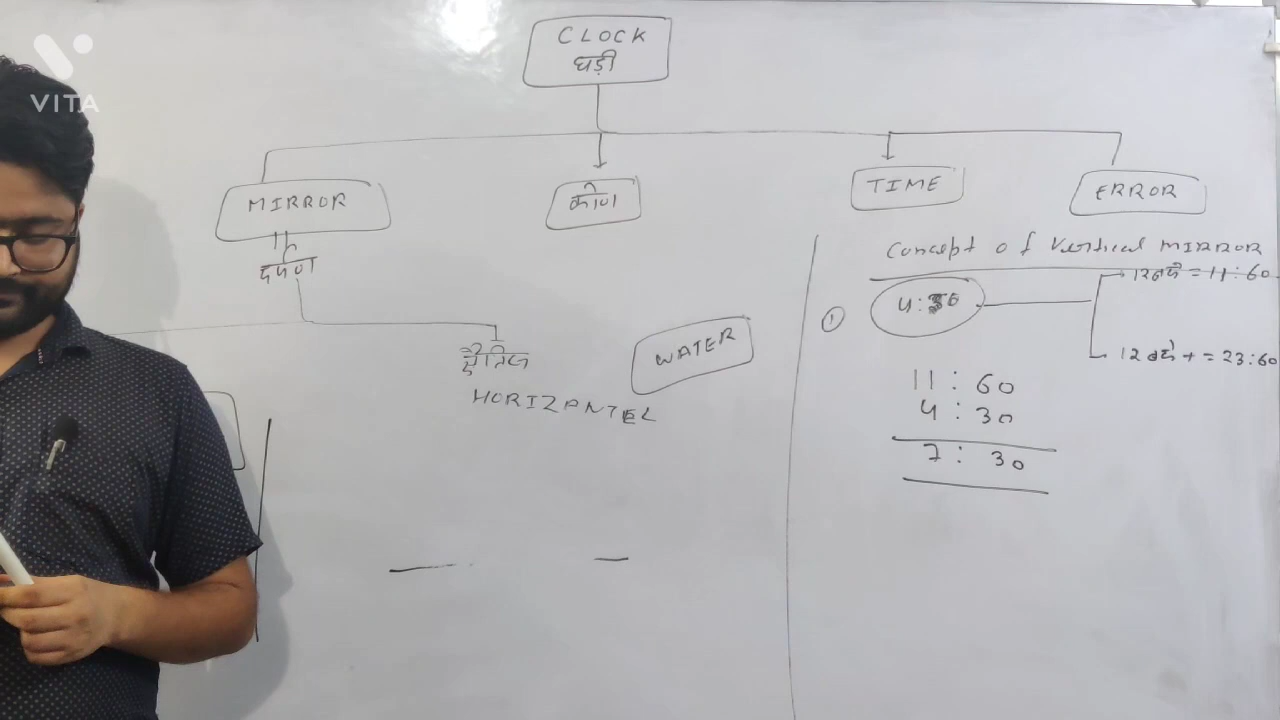 VITA
CLOCK
घड़ी
MIRROR
दर्पण
कोण
TIME
ERROR
क्षैतिज
HORIZANTEL
WATER
Concept of Vertical MIRROR
① 4:30
= 11:60
12 बजे + = 23:60
11 : 60
4 : 30
7 : 30